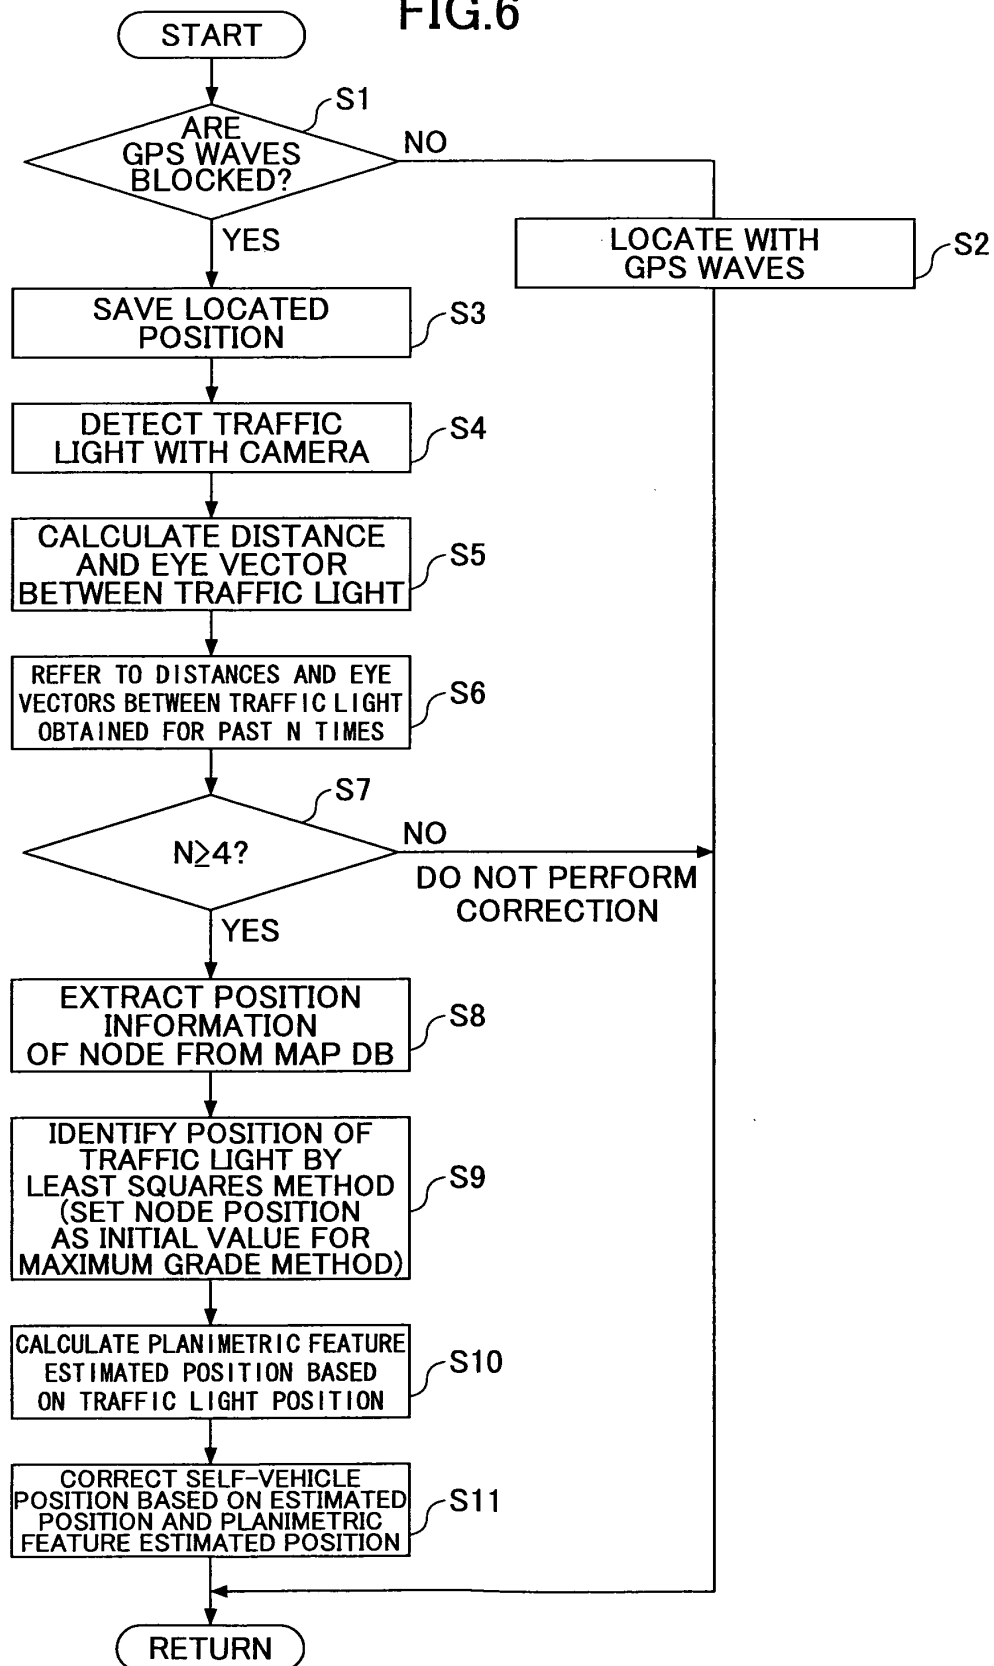 FIG.6
START
S1
ARE
GPS WAVES
BLOCKED?
NO
YES
LOCATE WITH
GPS WAVES
S2
SAVE LOCATED
POSITION
S3
DETECT TRAFFIC
LIGHT WITH CAMERA
S4
CALCULATE DISTANCE
AND EYE VECTOR
BETWEEN TRAFFIC LIGHT
S5
REFER TO DISTANCES AND EYE
VECTORS BETWEEN TRAFFIC LIGHT
OBTAINED FOR PAST N TIMES
S6
S7
N≥4?
NO
DO NOT PERFORM
CORRECTION
YES
EXTRACT POSITION
INFORMATION
OF NODE FROM MAP DB
S8
IDENTIFY POSITION OF
TRAFFIC LIGHT BY
LEAST SQUARES METHOD
(SET NODE POSITION
AS INITIAL VALUE FOR
MAXIMUM GRADE METHOD)
S9
CALCULATE PLANIMETRIC FEATURE
ESTIMATED POSITION BASED
ON TRAFFIC LIGHT POSITION
S10
CORRECT SELF-VEHICLE
POSITION BASED ON ESTIMATED
POSITION AND PLANIMETRIC
FEATURE ESTIMATED POSITION
S11
RETURN